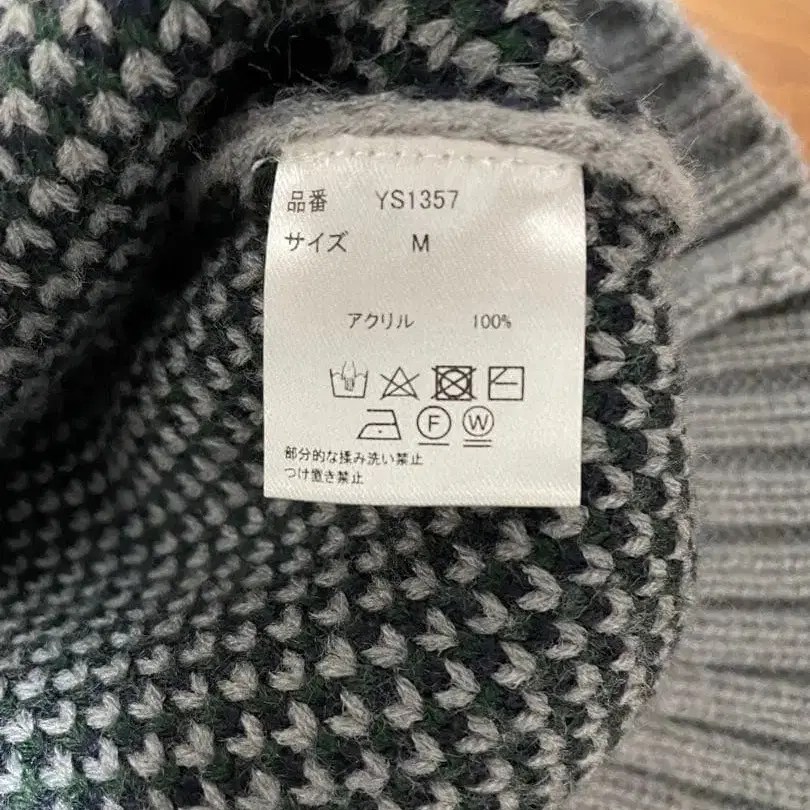 品番 YS1357
サイズ M
アクリル 100%
F W
部分的な揉み洗い禁止
つけ置き禁止